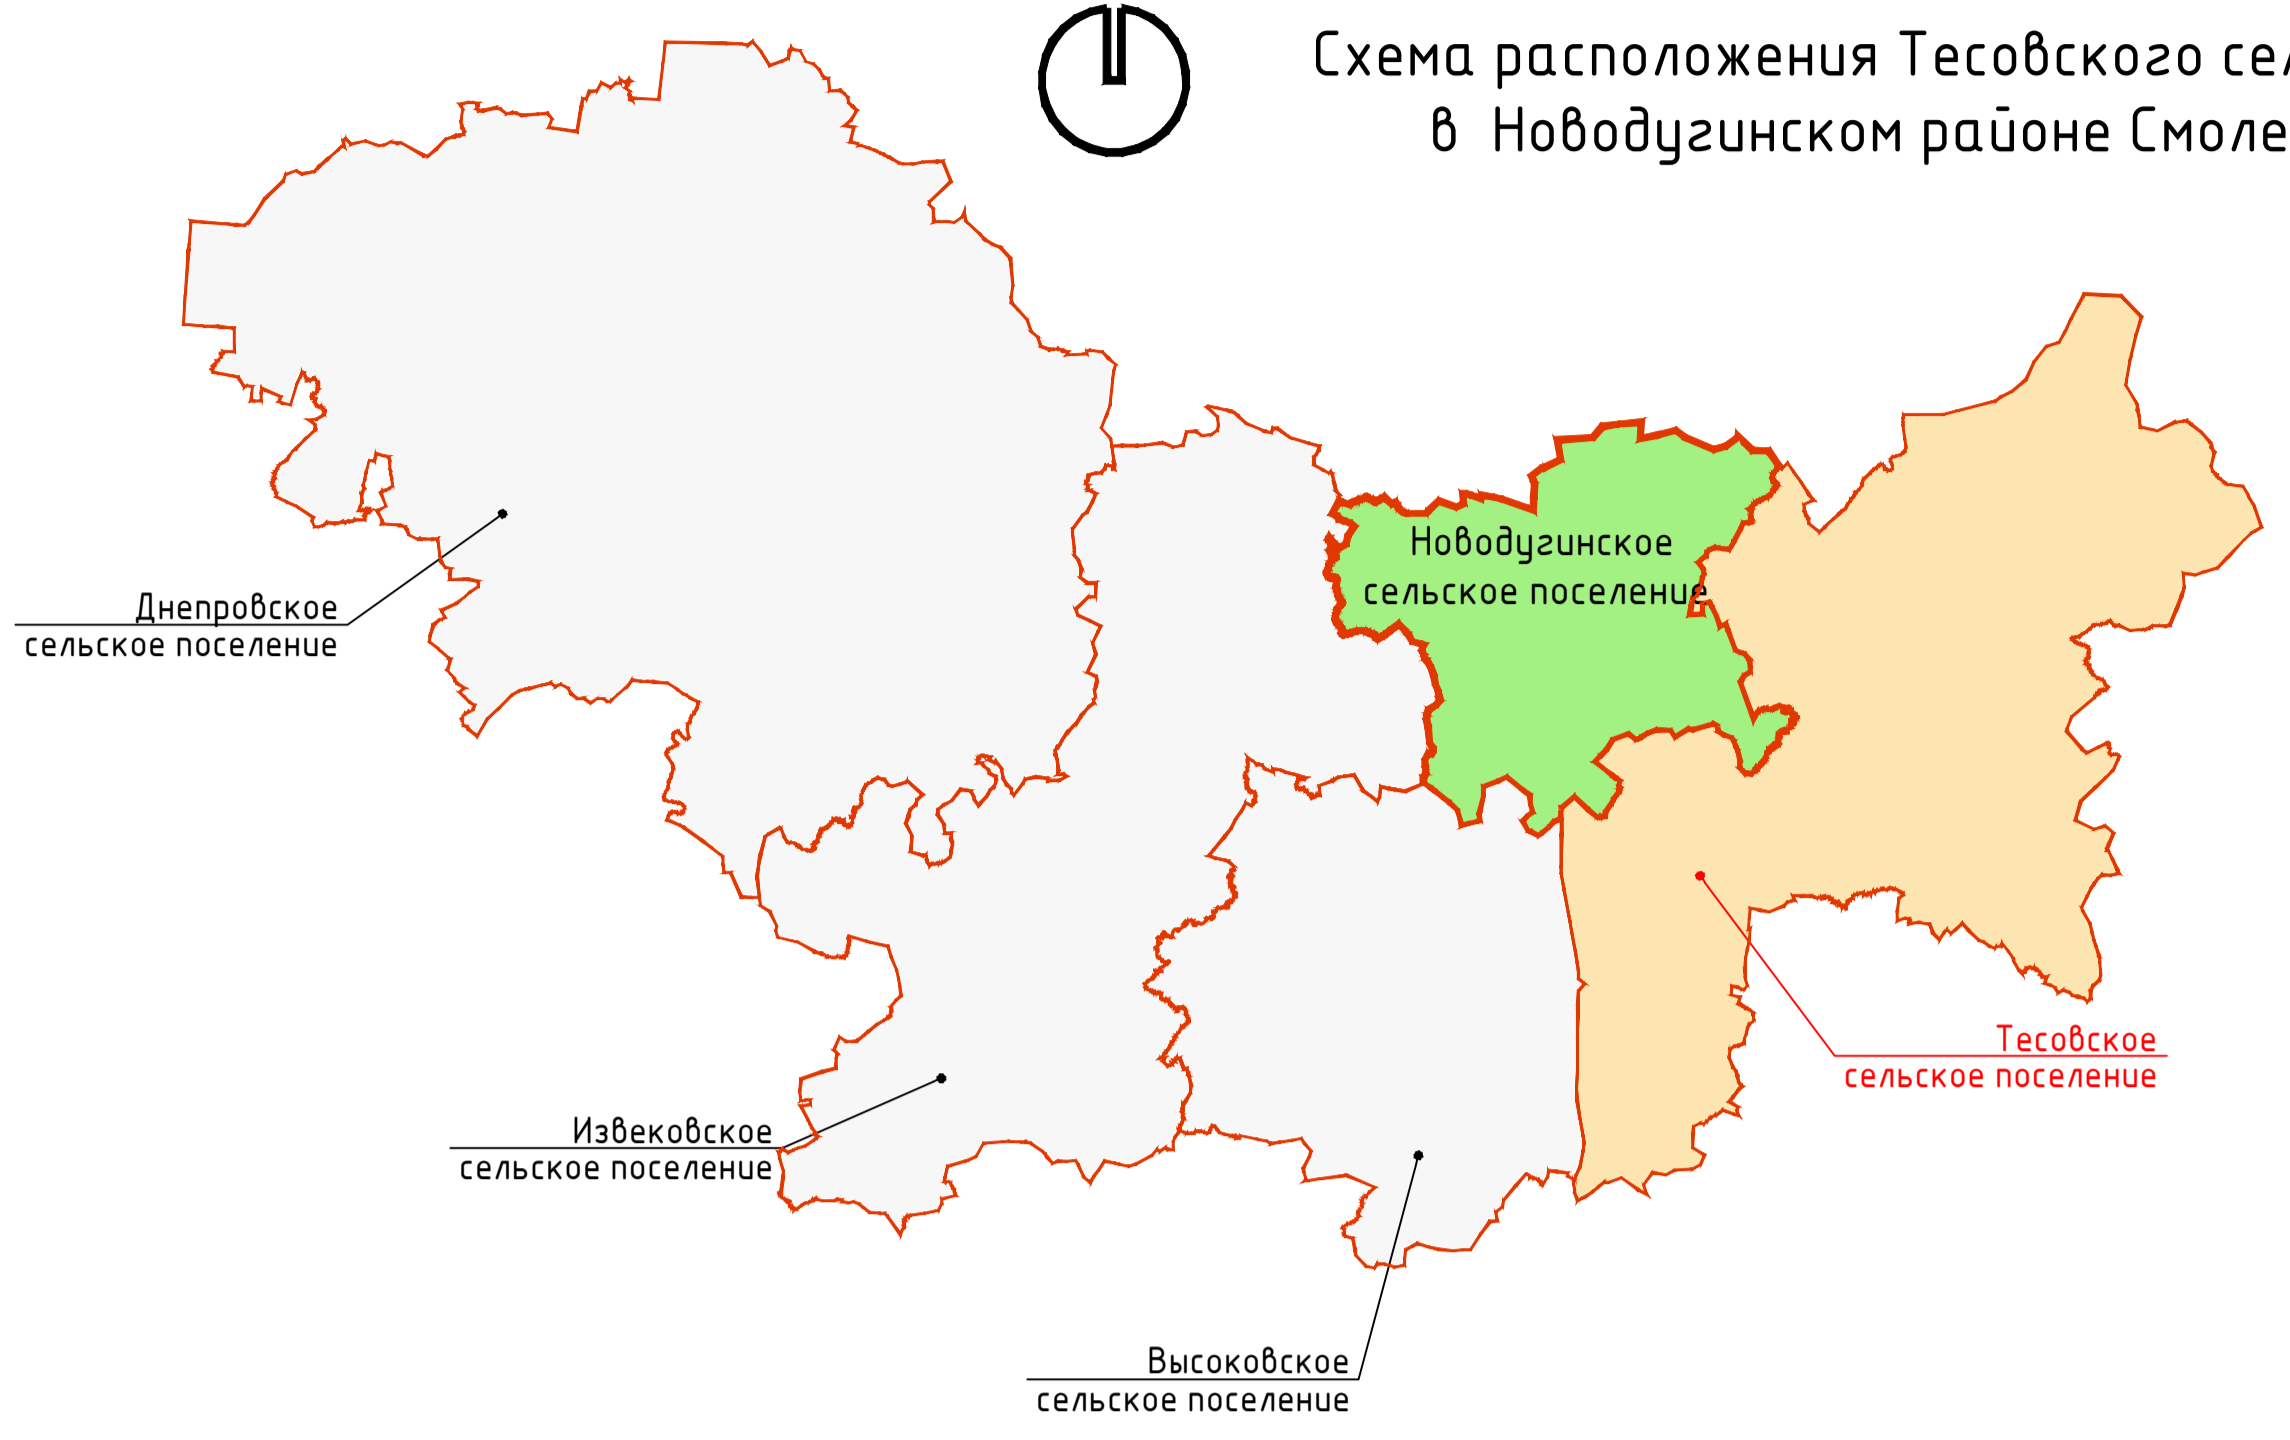 Схема расположения Тесовского сел
в Новодугинском районе Смоле
Новодугинское
сельское поселение
Днепровское
сельское поселение
Тесовское
сельское поселение
Извековское
сельское поселение
Высоковское
сельское поселение